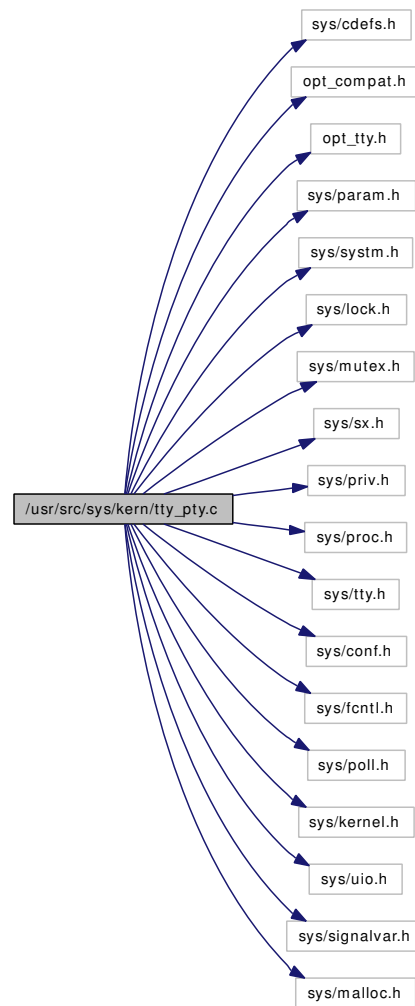 sys/cdefs.h
opt_compat.h
opt_tty.h
sys/param.h
sys/systm.h
sys/lock.h
sys/mutex.h
sys/sx.h
sys/priv.h
/usr/src/sys/kern/tty_pty.c
sys/proc.h
sys/tty.h
sys/conf.h
sys/fcntl.h
sys/poll.h
sys/kernel.h
sys/uio.h
sys/signalvar.h
sys/malloc.h